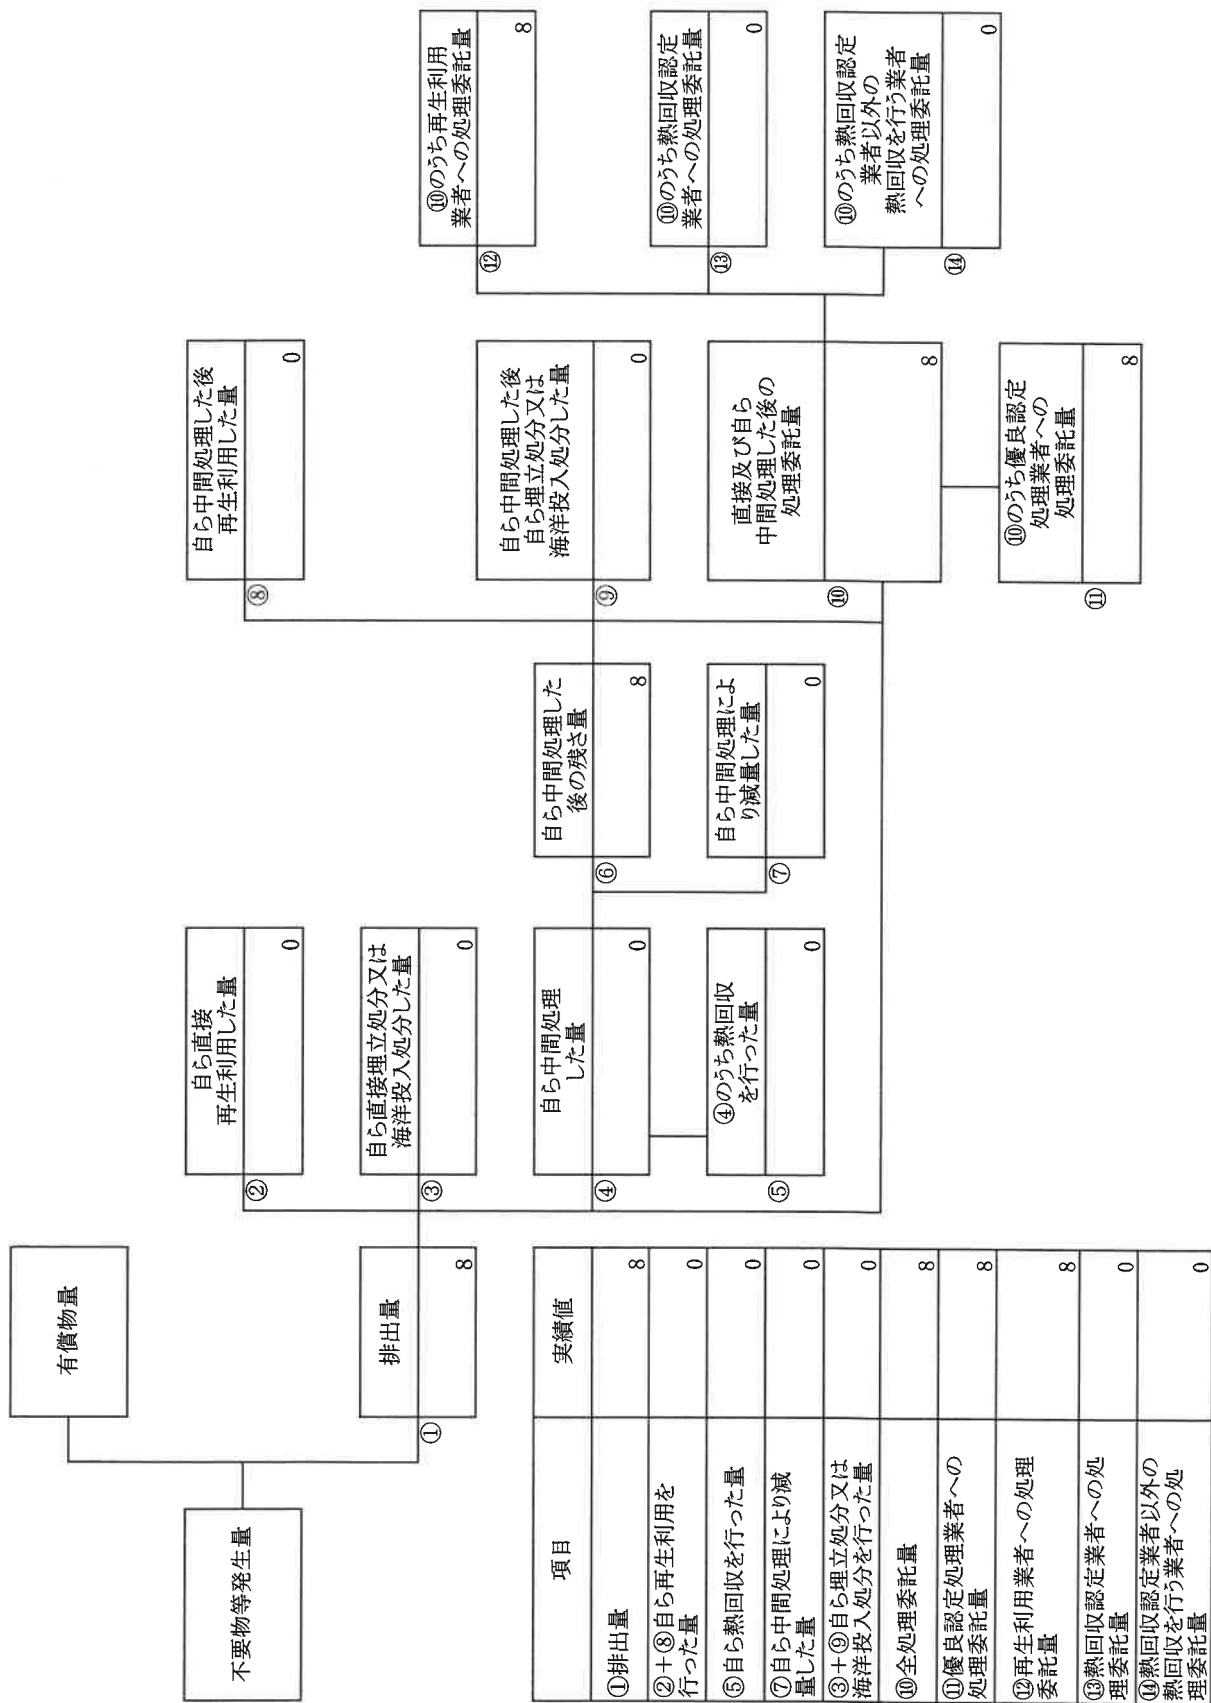 不要物等発生量
有償物量
排出量
①
8
自ら直接
再生利用した量
②
0
自ら直接埋立処分又は
海洋投入処分した量
③
0
自ら中間処理
した量
④
0
④のうち熱回収
を行った量
⑤
0
自ら中間処理した
後の残さ量
⑥
8
自ら中間処理によ
り減量した量
⑦
0
自ら中間処理した後
再生利用した量
⑧
0
自ら中間処理した後
自ら埋立処分又は
海洋投入処分した量
⑨
0
直接及び自ら
中間処理した後の
処理委託量
⑩
8
⑩のうち優良認定
処理業者への
処理委託量
⑪
8
⑩のうち再生利用
業者への処理委託量
⑫
8
⑩のうち熱回収認定
業者への処理委託量
⑬
0
⑩のうち熱回収認定
業者以外の
熱回収を行う業者
への処理委託量
⑭
0
項目 実績値
①排出量 8
②+⑧自ら再生利用を
行った量 0
⑤自ら熱回収を行った量 0
⑦自ら中間処理により減
量した量 0
③+⑨自ら埋立処分又は
海洋投入処分を行った量 0
⑩全処理委託量 8
⑪優良認定処理業者への
処理委託量 8
⑫再生利用業者への処理
委託量 8
⑬熱回収認定業者への処
理委託量 0
⑭熱回収認定業者以外の
熱回収を行う業者への処
理委託量 0